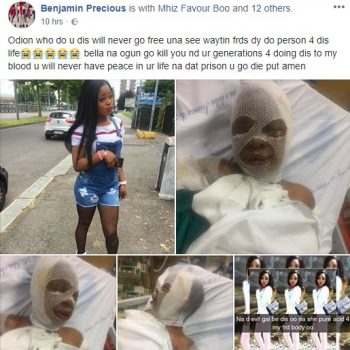 Benjamin Precious is with Mhiz Favour Boo and 12 others.
10 hrs ·
Odion who do u dis will never go free una see waytin frds dy do person 4 dis
life😭😭😭😭😭 bella na ogun go kill you nd ur generations 4 doing dis to my
blood u will never have peace in ur life na dat prison u go die put amen
Na d evil gal be dis oo na she pure acid 4
my frd body oo